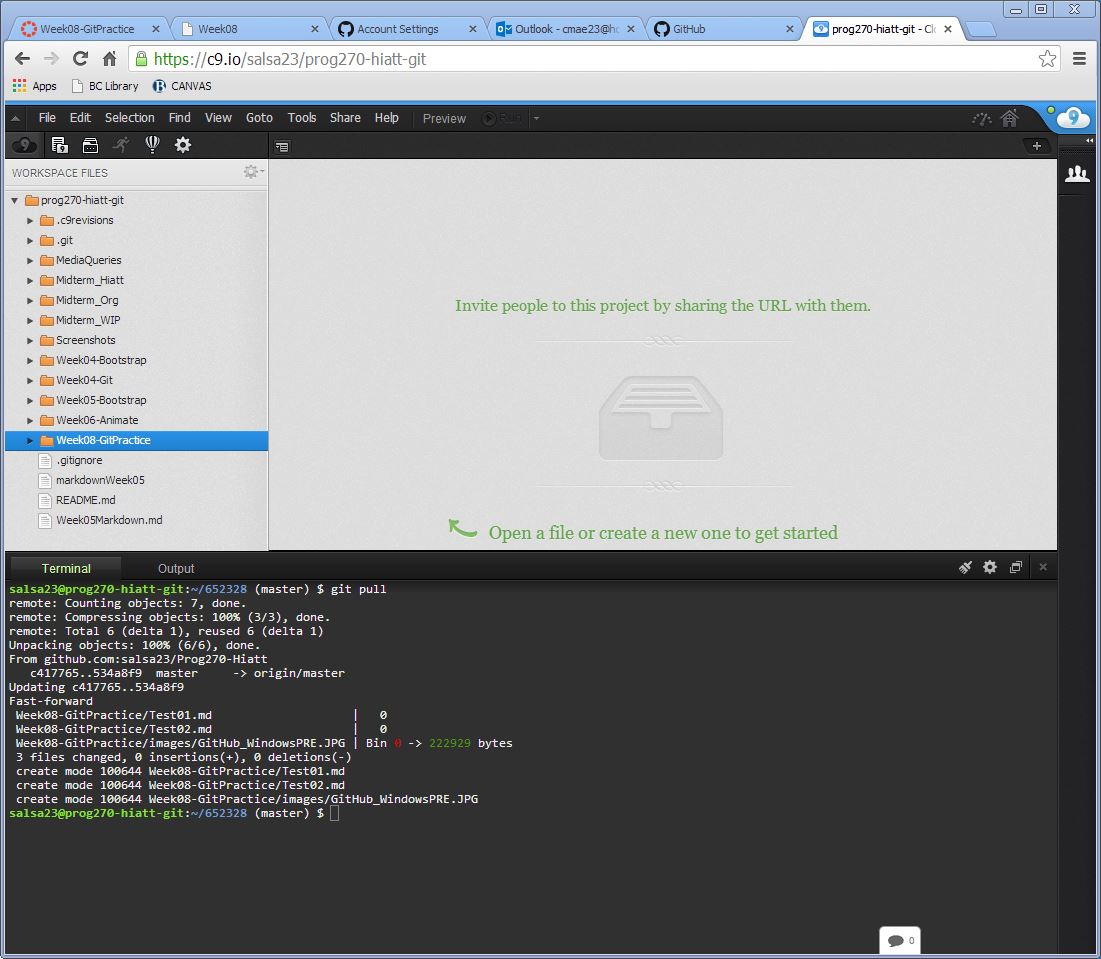 Week08-GitPractice
Week08
Account Settings
Outlook - cmae23@ho
GitHub
prog270-hiatt-git - Clo
https://c9.io/salsa23/prog270-hiatt-git
Apps
BC Library
CANVAS
File Edit Selection Find View Goto Tools Share Help Preview Run
WORKSPACE FILES
prog270-hiatt-git
.c9revisions
.git
MediaQueries
Midterm_Hiatt
Midterm_Org
Midterm_WIP
Screenshots
Week04-Bootstrap
Week04-Git
Week05-Bootstrap
Week06-Animate
Week08-GitPractice
.gitignore
markdownWeek05
README.md
Week05Markdown.md
Invite people to this project by sharing the URL with them.
Open a file or create a new one to get started
Terminal Output
salsa23@prog270-hiatt-git:~/652328 (master) $ git pull
remote: Counting objects: 7, done.
remote: Compressing objects: 100% (3/3), done.
remote: Total 6 (delta 1), reused 6 (delta 1)
Unpacking objects: 100% (6/6), done.
From github.com:salsa23/Prog270-Hiatt
c417765..534a8f9 master -> origin/master
Updating c417765..534a8f9
Fast-forward
Week08-GitPractice/Test01.md | 0
Week08-GitPractice/Test02.md | 0
Week08-GitPractice/images/GitHub_WindowsPRE.JPG | Bin 0 -> 222929 bytes
3 files changed, 0 insertions(+), 0 deletions(-)
create mode 100644 Week08-GitPractice/Test01.md
create mode 100644 Week08-GitPractice/Test02.md
create mode 100644 Week08-GitPractice/images/GitHub_WindowsPRE.JPG
salsa23@prog270-hiatt-git:~/652328 (master) $
0